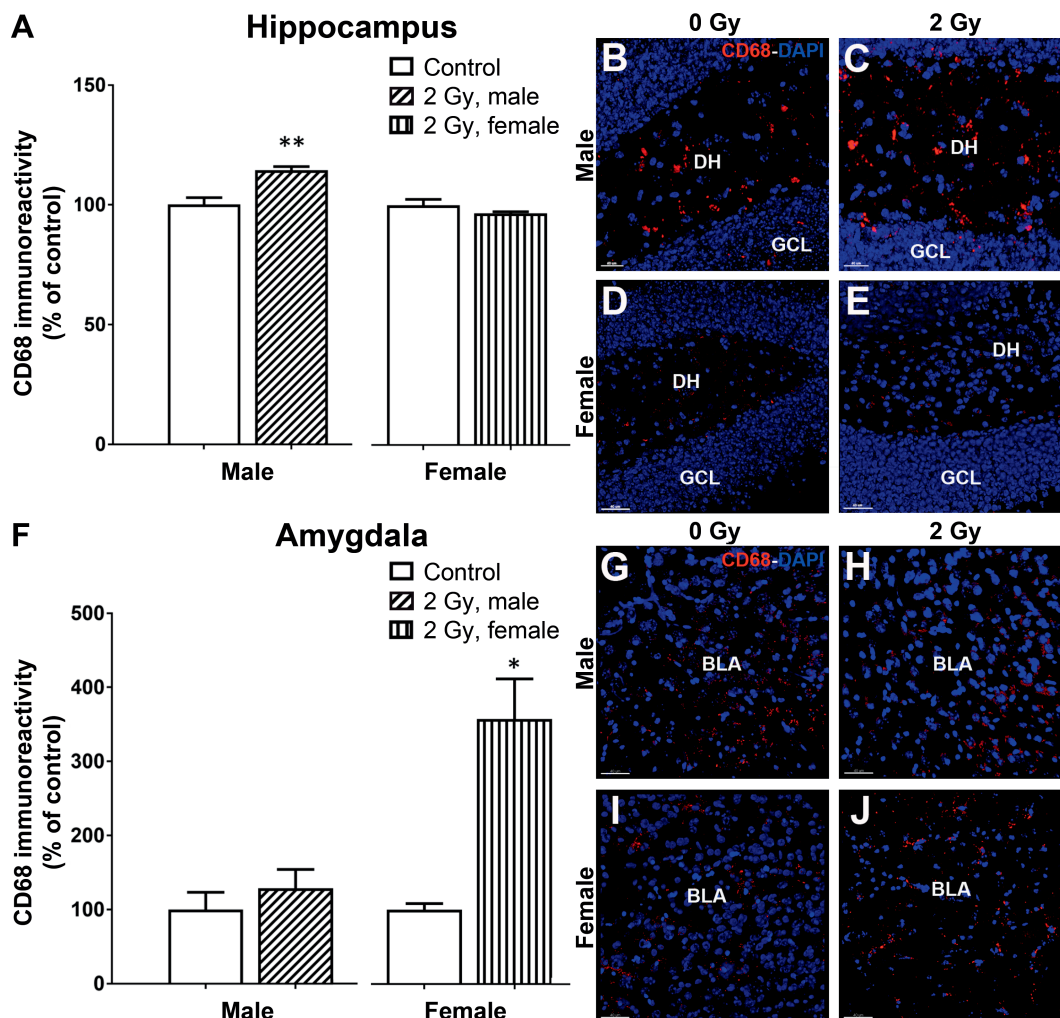 A
Hippocampus
Control
2 Gy, male
2 Gy, female
CD68 immunoreactivity
(% of control)
150
100
50
0
**
Male
Female
0 Gy
2 Gy
Male
Female
B
CD68-DAPI
DH
GCL
C
DH
GCL
D
DH
GCL
E
DH
GCL
F
Amygdala
Control
2 Gy, male
2 Gy, female
CD68 immunoreactivity
(% of control)
500
400
300
200
100
0
*
Male
Female
0 Gy
2 Gy
Male
Female
G
CD68-DAPI
BLA
H
BLA
I
BLA
J
BLA